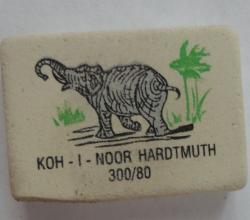 KOH - I - NOOR HARDTMUTH
300/80